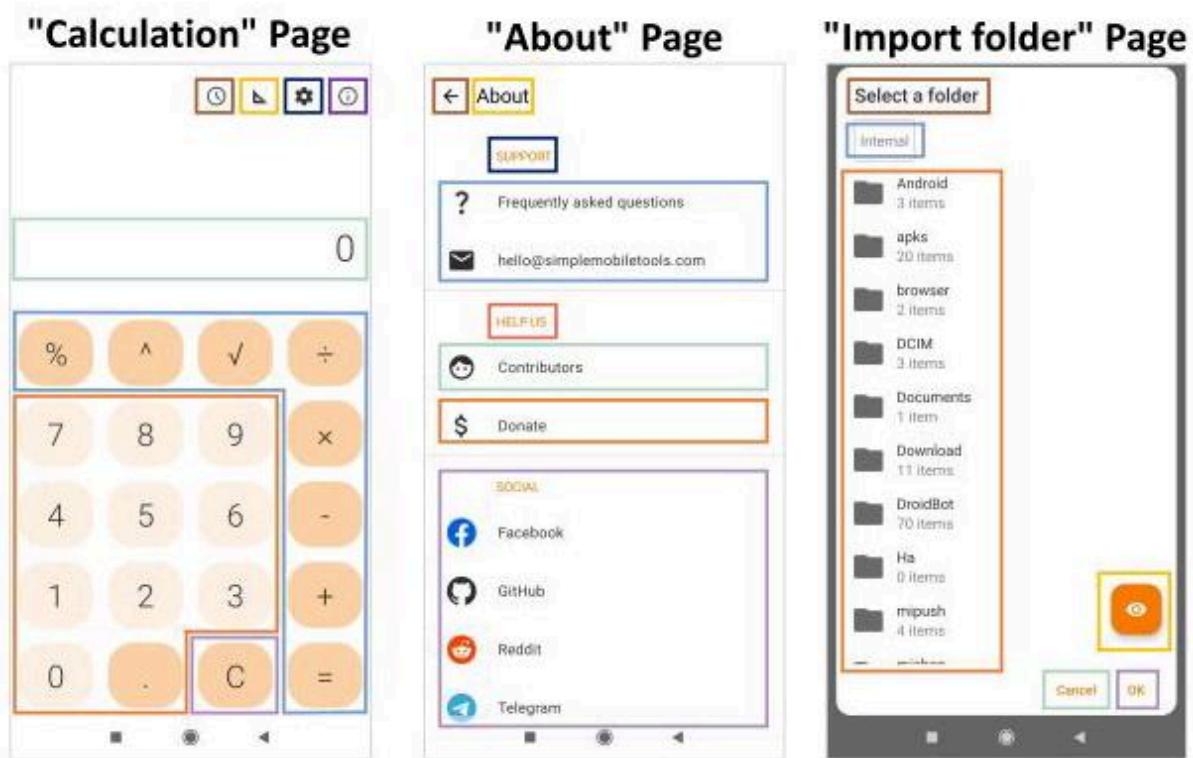 "Calculation" Page
0
% ^ √ ÷
7 8 9 ×
4 5 6 -
1 2 3 +
0 . C =
"About" Page
About
SUPPORT
Frequently asked questions
hello@simplemobiletools.com
HELP US
Contributors
$ Donate
SOCIAL
Facebook
GitHub
Reddit
Telegram
"Import folder" Page
Select a folder
Internal
Android
3 items
apks
20 items
browser
2 items
DCIM
3 items
Documents
1 item
Download
11 items
DroidBot
70 items
Ha
0 items
mipush
4 items
Cancel OK